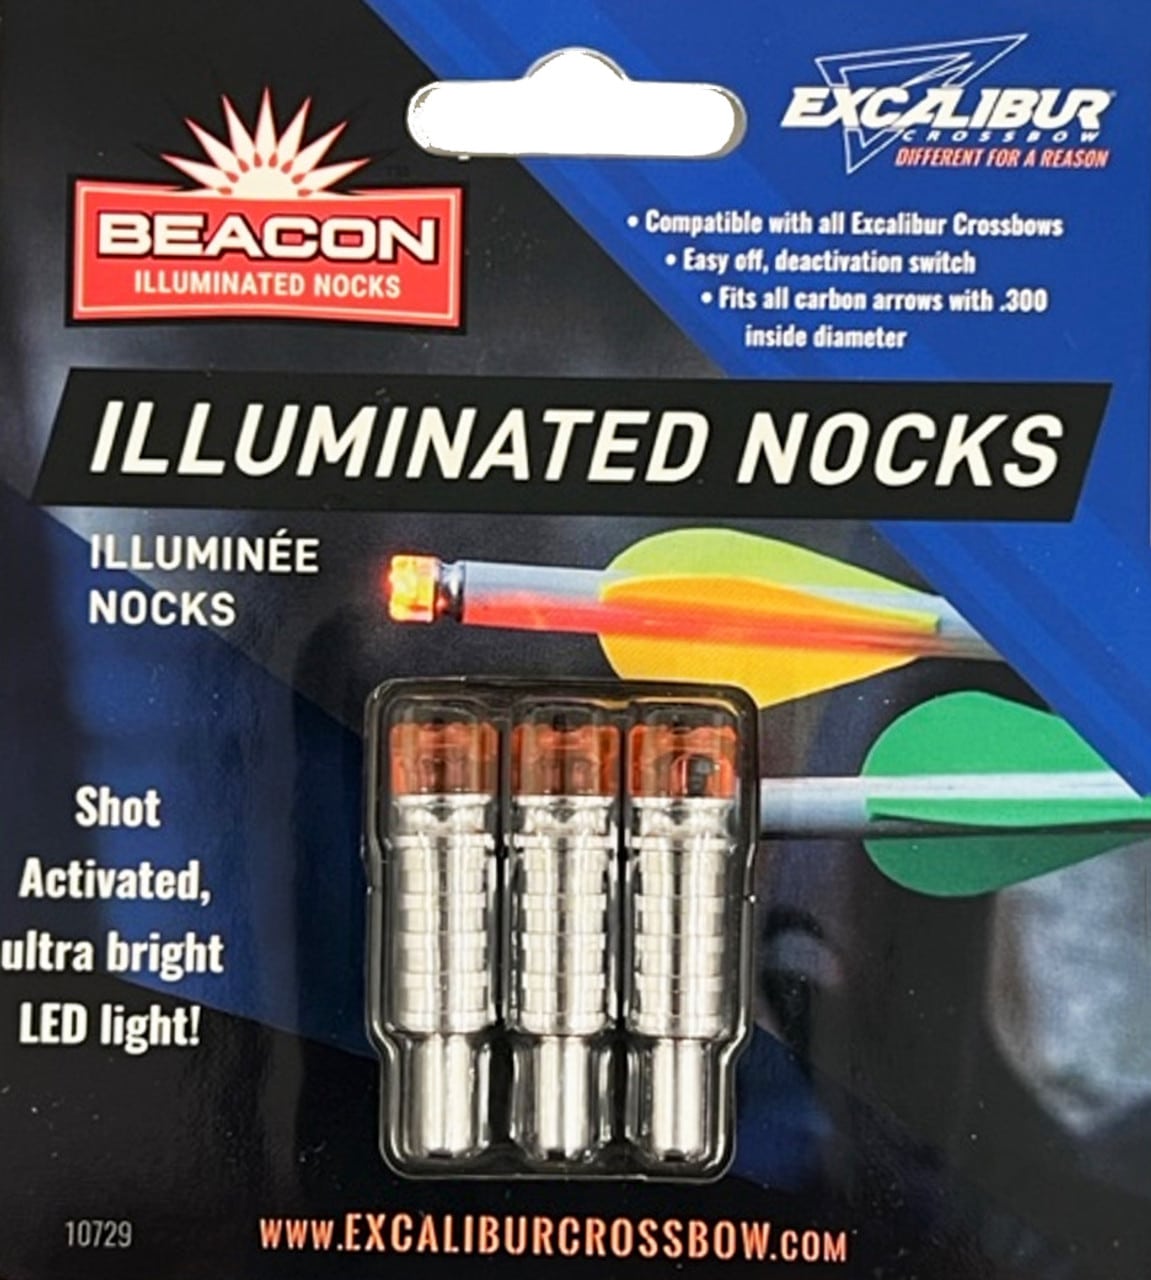 EXCALIBUR
CROSSBOW
DIFFERENT FOR A REASON
BEACON
ILLUMINATED NOCKS
• Compatible with all Excalibur Crossbows
• Easy off, deactivation switch
• Fits all carbon arrows with .300
inside diameter
ILLUMINATED NOCKS
ILLUMINÉE
NOCKS
Shot
Activated,
ultra bright
LED light!
10729
WWW.EXCALIBURCROSSBOW.COM